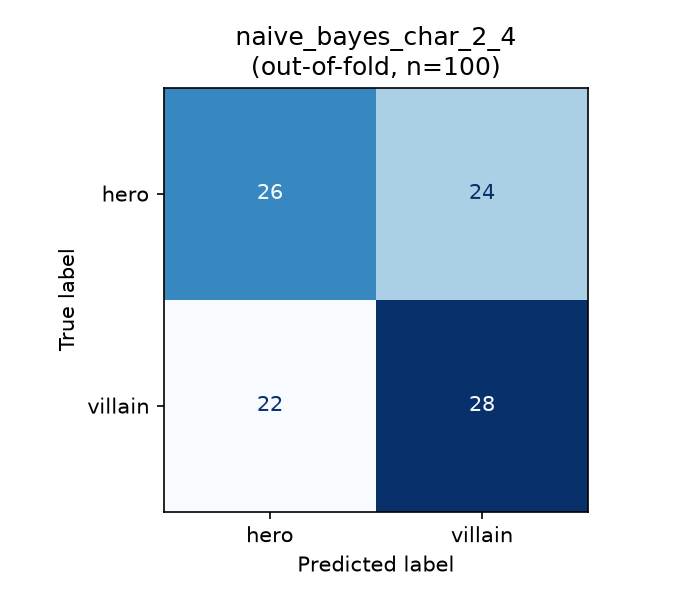 naive_bayes_char_2_4
(out-of-fold, n=100)
hero
26
24
villain
22
28
True label
hero
villain
Predicted label